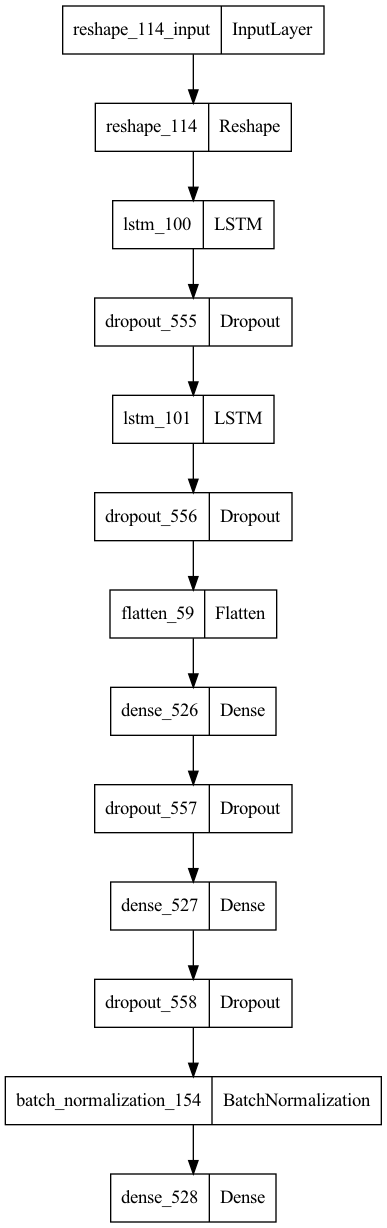 reshape_114_input InputLayer
reshape_114 Reshape
lstm_100 LSTM
dropout_555 Dropout
lstm_101 LSTM
dropout_556 Dropout
flatten_59 Flatten
dense_526 Dense
dropout_557 Dropout
dense_527 Dense
dropout_558 Dropout
batch_normalization_154 BatchNormalization
dense_528 Dense